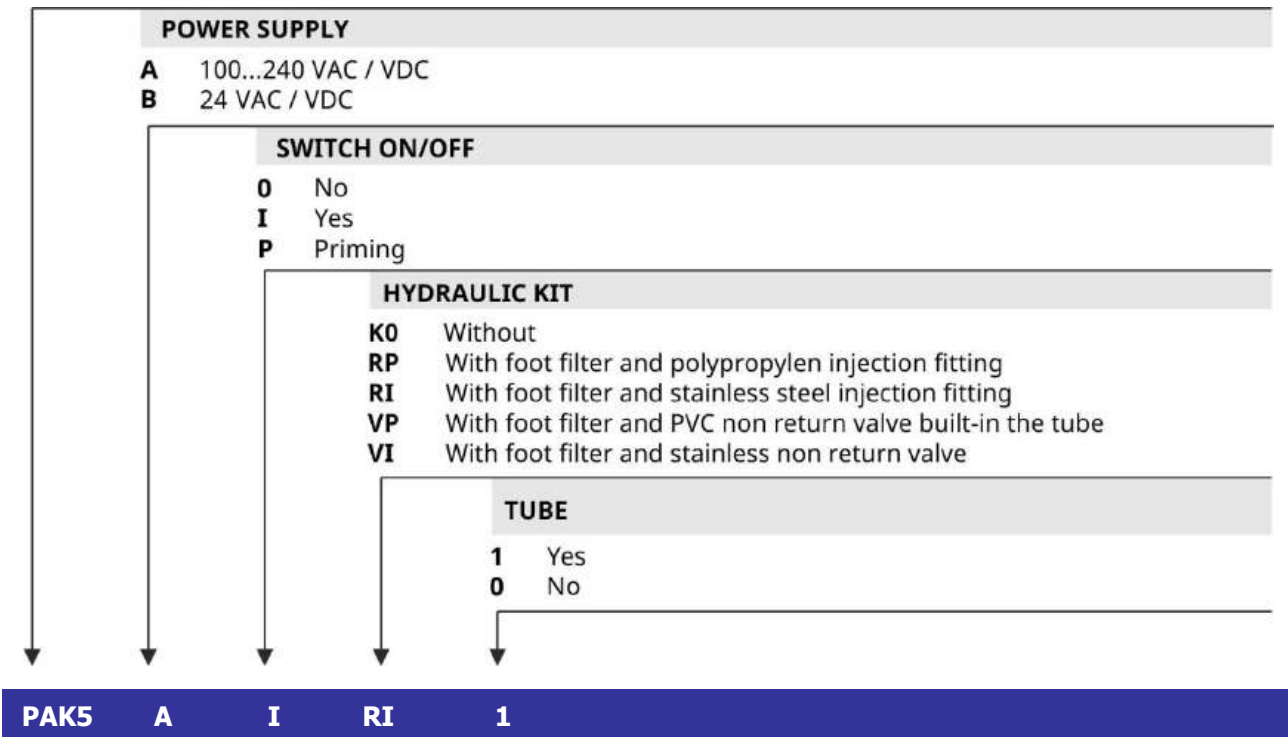 POWER SUPPLY
A 100...240 VAC / VDC
B 24 VAC / VDC
SWITCH ON/OFF
0 No
I Yes
P Priming
HYDRAULIC KIT
K0 Without
RP With foot filter and polypropylen injection fitting
RI With foot filter and stainless steel injection fitting
VP With foot filter and PVC non return valve built-in the tube
VI With foot filter and stainless non return valve
TUBE
1 Yes
0 No
PAK5 A I RI 1